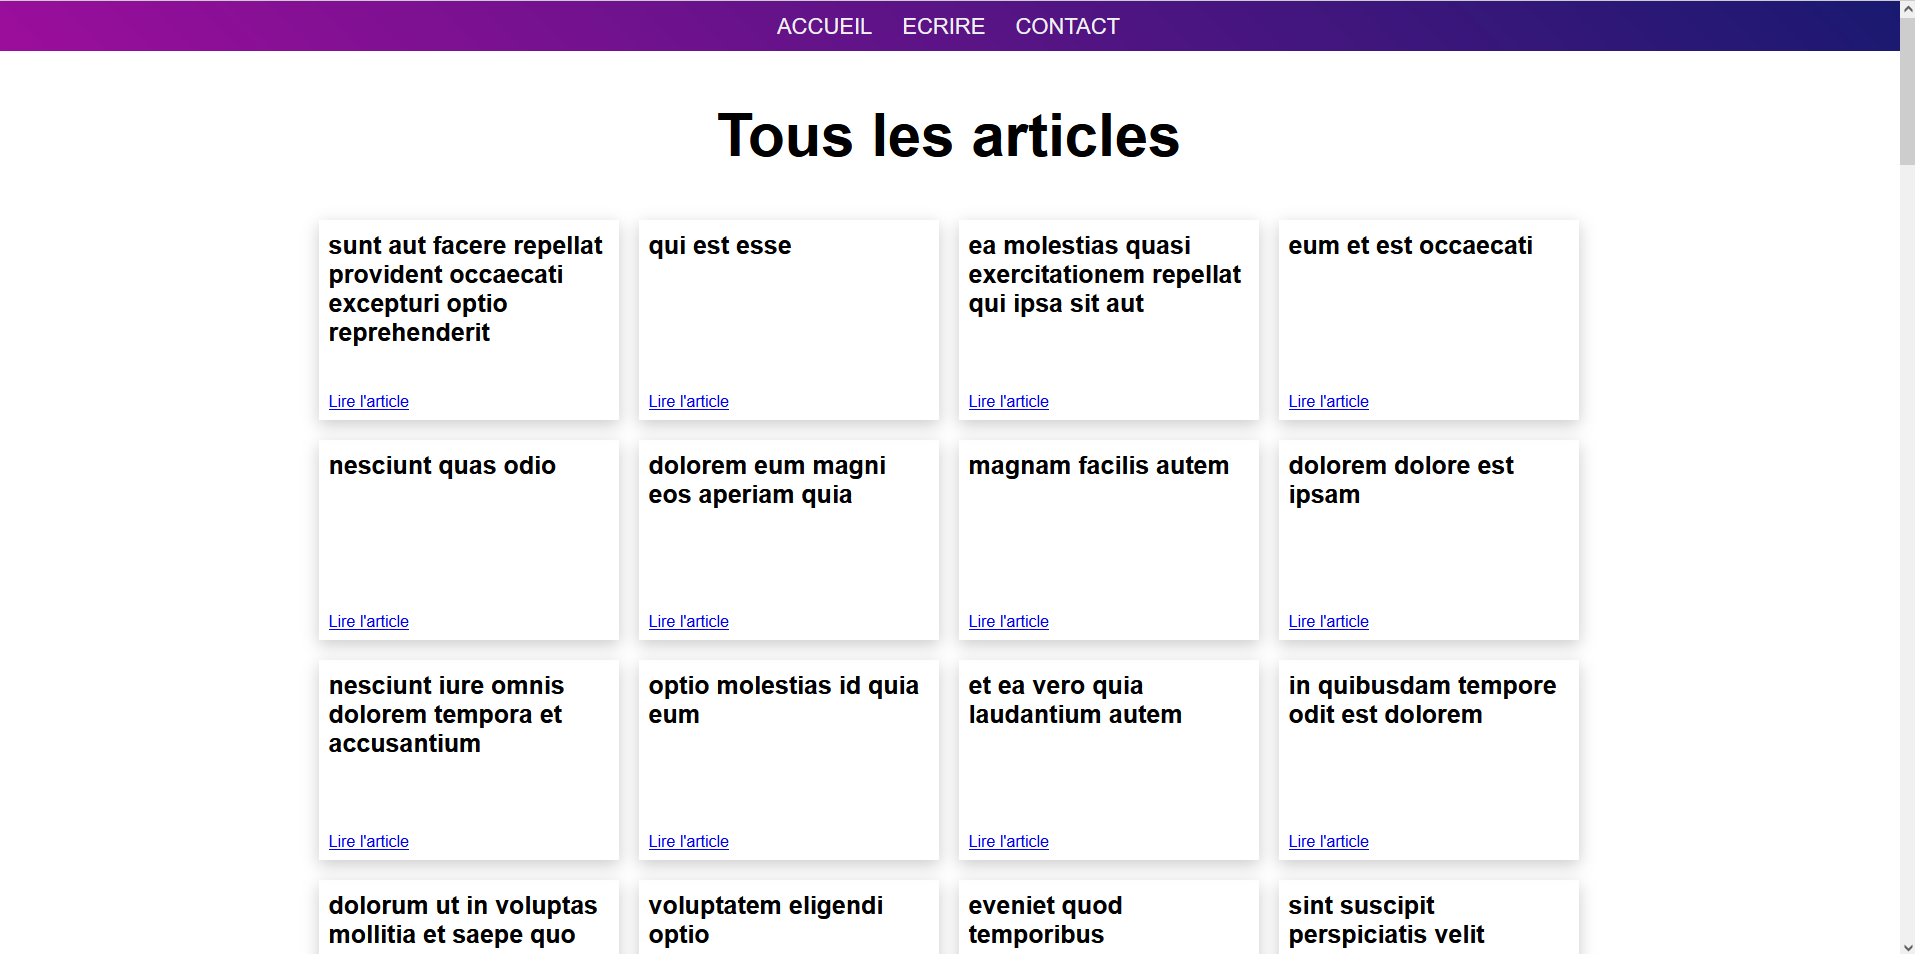 ACCUEIL ECRIRE CONTACT
Tous les articles
sunt aut facere repellat
provident occaecati
excepturi optio
reprehenderit
Lire l'article
qui est esse
Lire l'article
ea molestias quasi
exercitationem repellat
qui ipsa sit aut
Lire l'article
eum et est occaecati
Lire l'article
nesciunt quas odio
Lire l'article
dolorem eum magni
eos aperiam quia
Lire l'article
magnam facilis autem
Lire l'article
dolorem dolore est
ipsam
Lire l'article
nesciunt iure omnis
dolorem tempora et
accusantium
Lire l'article
optio molestias id quia
eum
Lire l'article
et ea vero quia
laudantium autem
Lire l'article
in quibusdam tempore
odit est dolorem
Lire l'article
dolorum ut in voluptas
mollitia et saepe quo
voluptatem eligendi
optio
eveniet quod
temporibus
sint suscipit
perspiciatis velit